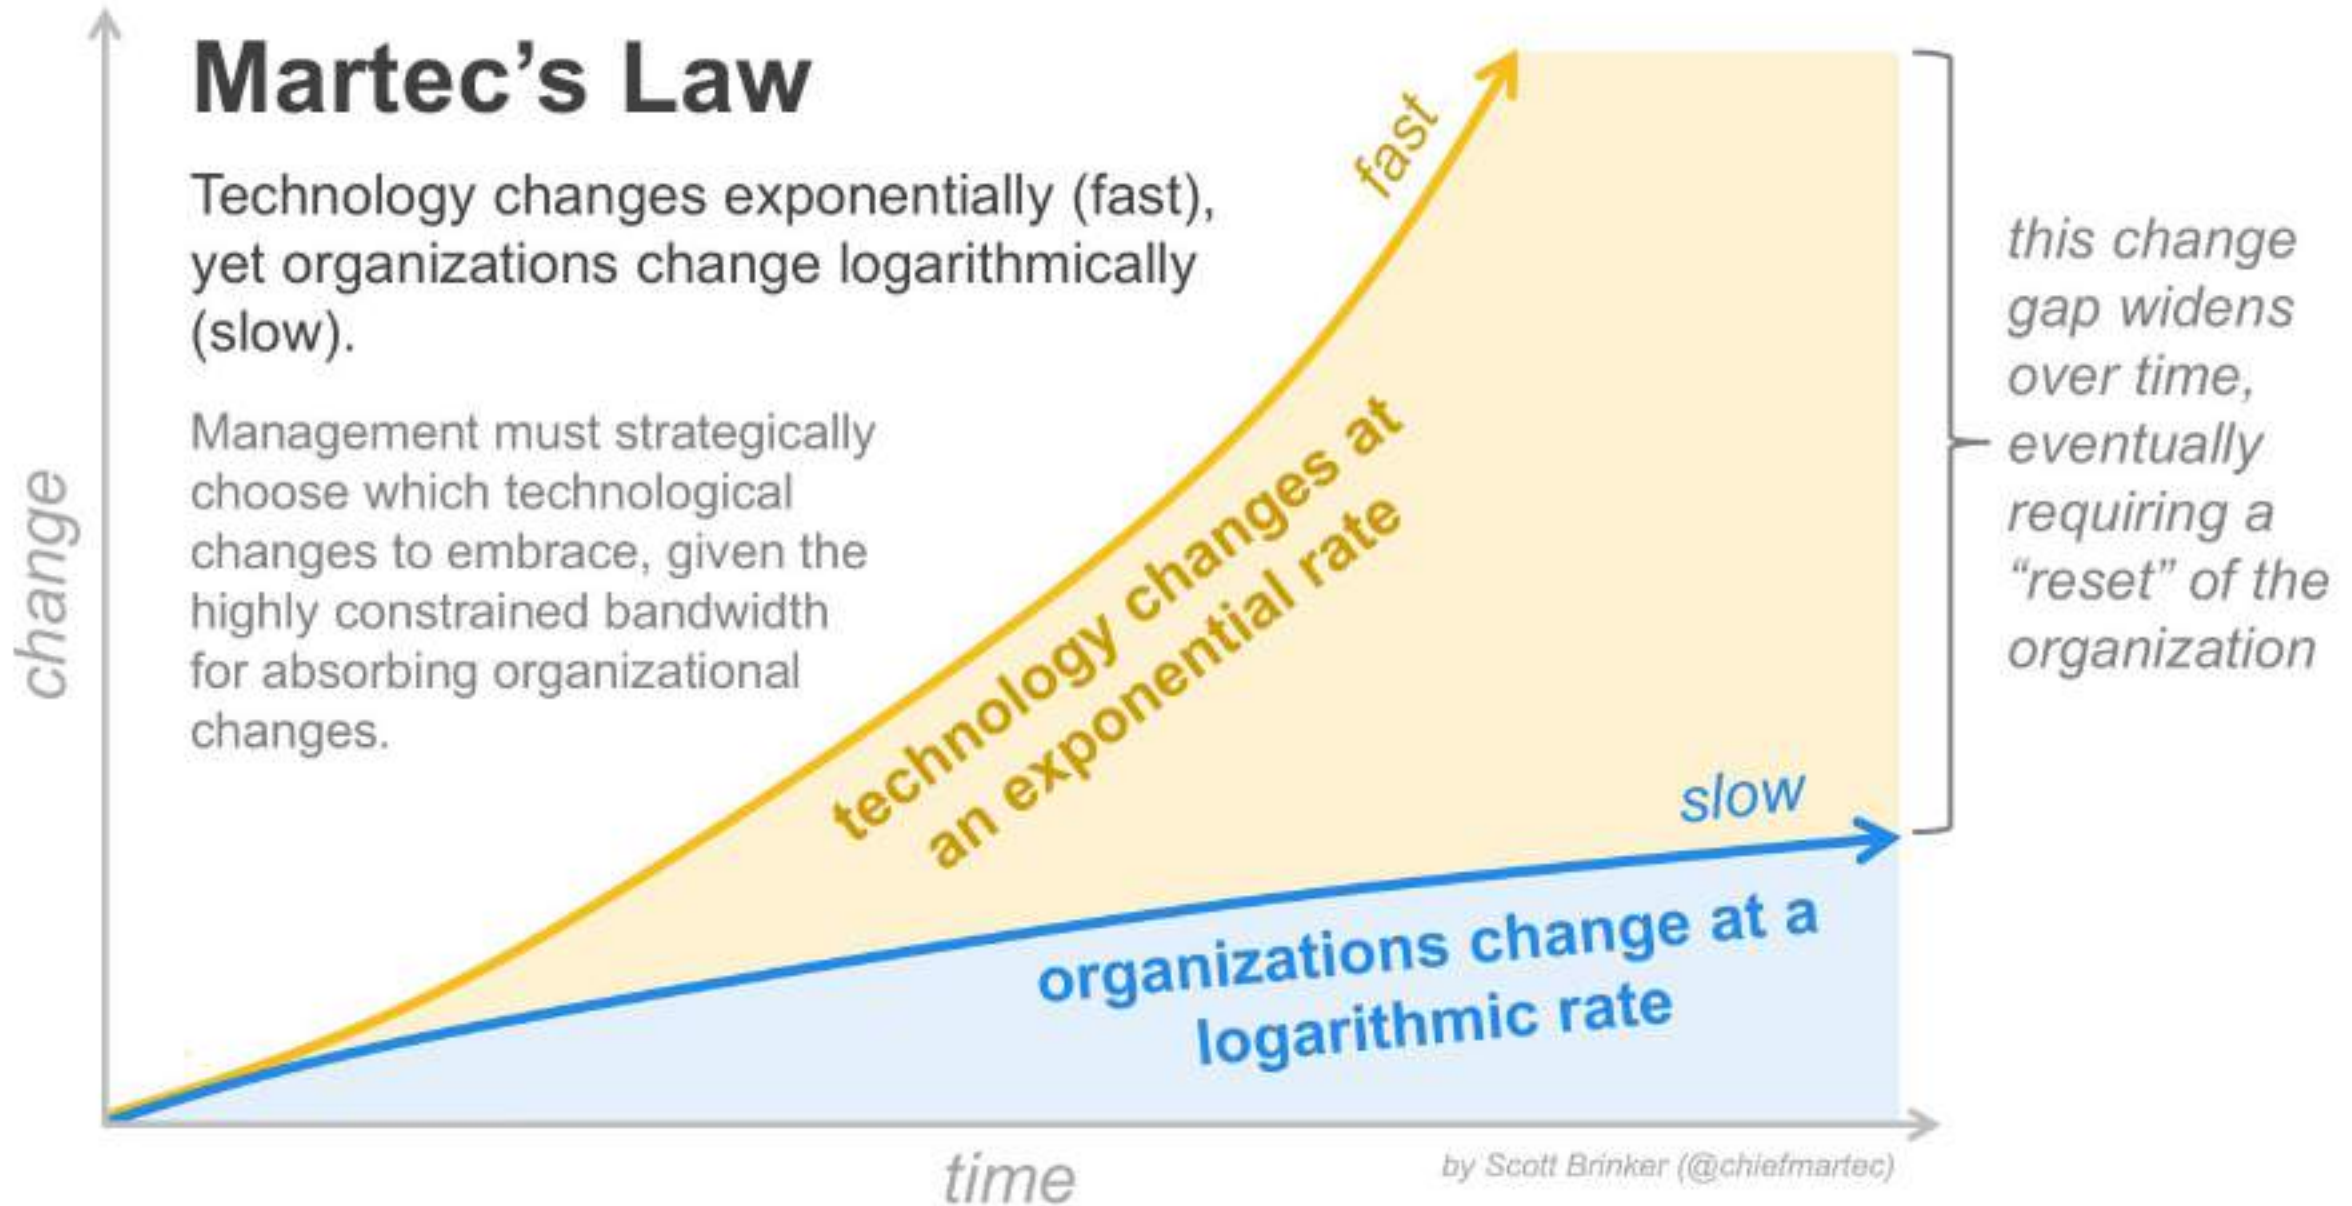 Martec’s Law
Technology changes exponentially (fast),
yet organizations change logarithmically
(slow).
Management must strategically
choose which technological
changes to embrace, given the
highly constrained bandwidth
for absorbing organizational
changes.
change
fast
technology changes at
an exponential rate
slow
organizations change at a
logarithmic rate
this change
gap widens
over time,
eventually
requiring a
“reset” of the
organization
time
by Scott Brinker (@chiefmartec)